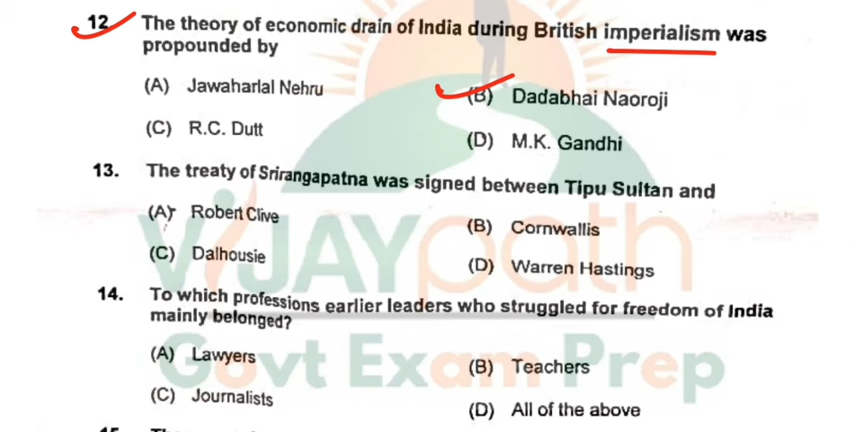 12 The theory of economic drain of India during British imperialism was
propounded by
(A) Jawaharlal Nehru
(B) Dadabhai Naoroji
(C) R.C. Dutt
(D) M.K. Gandhi
13. The treaty of Srirangapatna was signed between Tipu Sultan and
(A) Robert Clive
(B) Cornwallis
(C) Dalhousie
(D) Warren Hastings
14. To which professions earlier leaders who struggled for freedom of India
mainly belonged?
(A) Lawyers
(B) Teachers
(C) Journalists
(D) All of the above
ViJAYpath
Govt Exam Prep